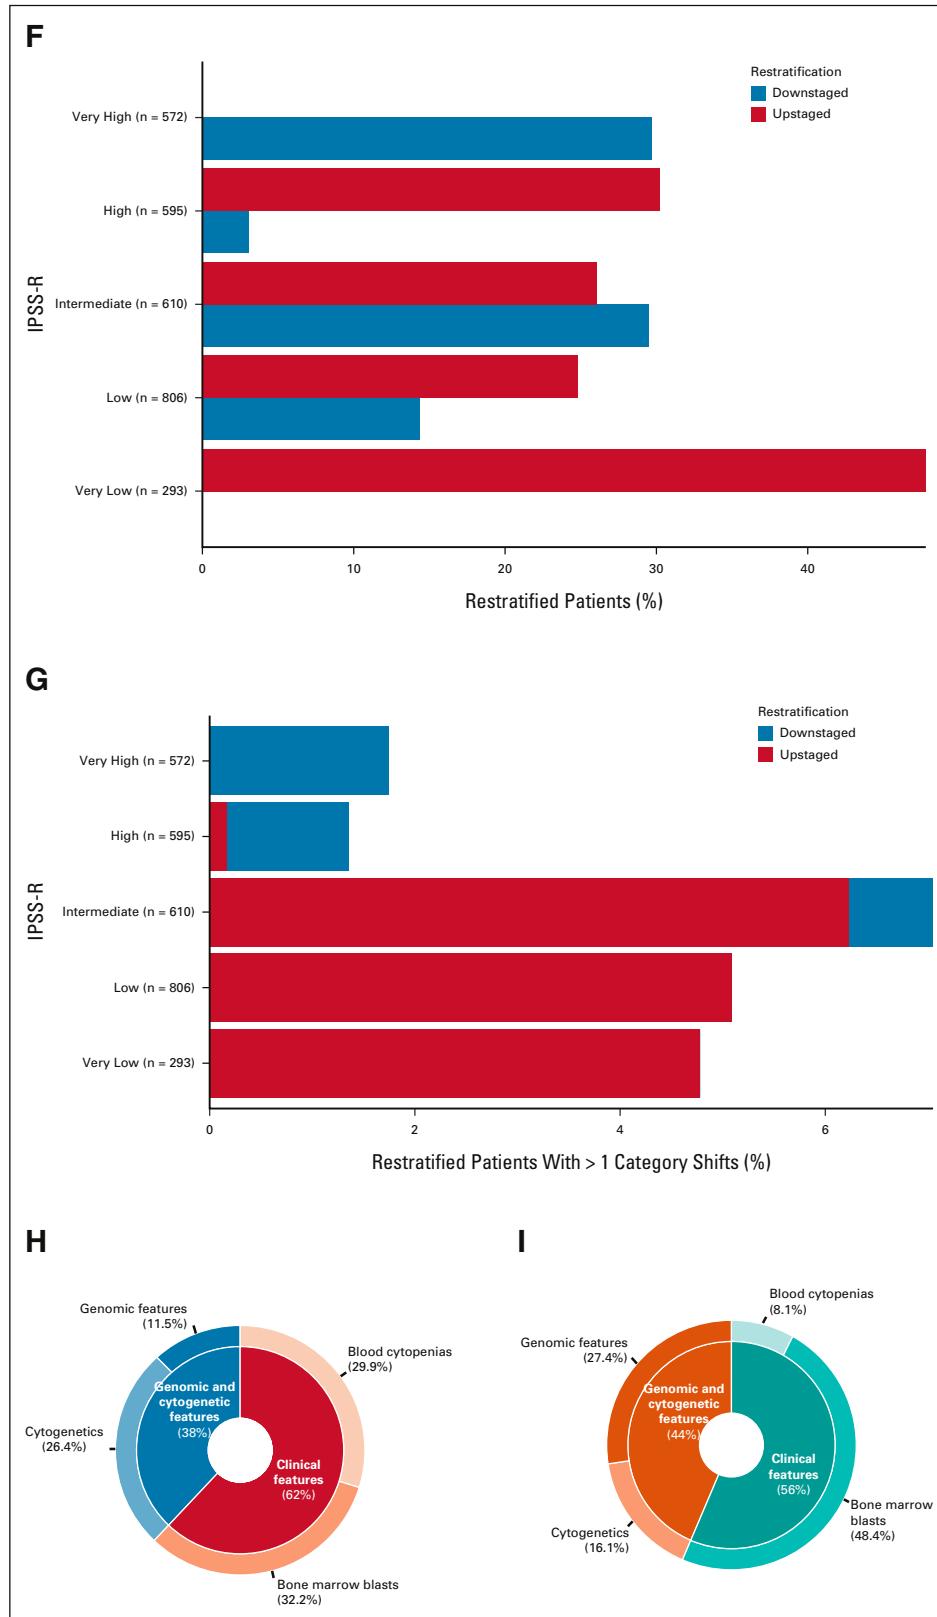 F
Restratification
Downstaged
Upstaged
Very High (n = 572)
High (n = 595)
Intermediate (n = 610)
Low (n = 806)
Very Low (n = 293)
IPSS-R
0
10
20
30
40
Restratified Patients (%)
G
Restratification
Downstaged
Upstaged
Very High (n = 572)
High (n = 595)
Intermediate (n = 610)
Low (n = 806)
Very Low (n = 293)
IPSS-R
0
2
4
6
Restratified Patients With > 1 Category Shifts (%)
H
Genomic features
(11.5%)
Blood cytopenias
(29.9%)
Genomic and
cytogenetic
features
(38%)
Cytogenetics
(26.4%)
Clinical
features
(62%)
Bone marrow blasts
(32.2%)
I
Blood cytopenias
(8.1%)
Genomic features
(27.4%)
Genomic and
cytogenetic
features
(44%)
Clinical
features
(56%)
Cytogenetics
(16.1%)
Bone marrow
blasts
(48.4%)